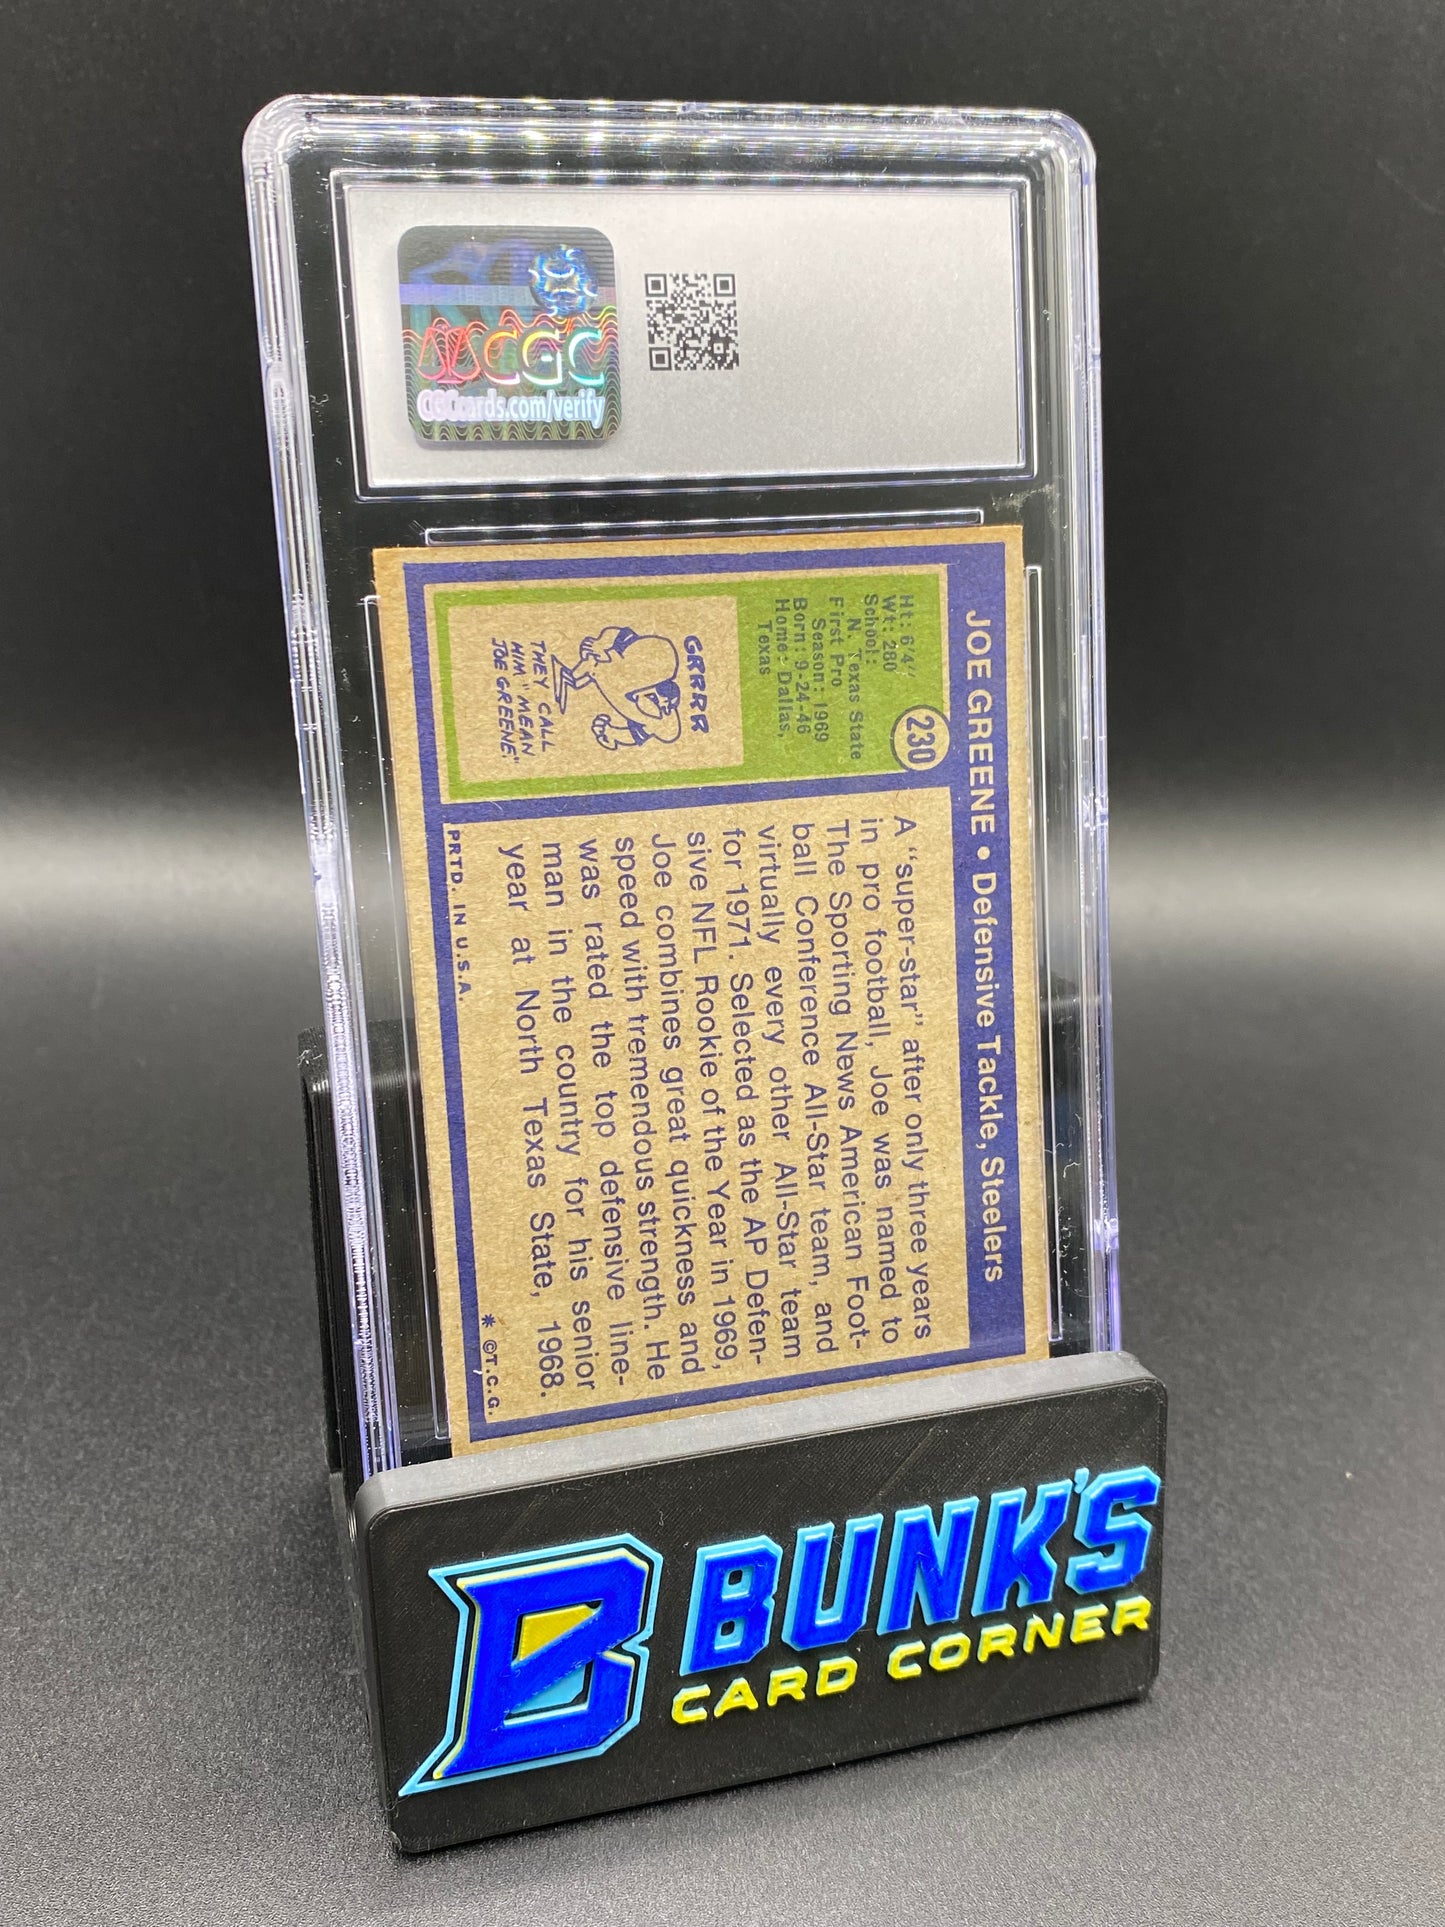 CGC
CGCcards.com/verify
JOE GREENE • Defensive Tackle, Steelers
230
Ht: 6'4"
Wt: 280
School:
N. Texas State
First Pro
Season: 1969
Born: 9-24-46
Home: Dallas,
Texas
GRRRR
THEY CALL
HIM "MEAN
JOE GREENE."
A "super-star" after only three years
in pro football, Joe was named to
The Sporting News American Foot-
ball Conference All-Star team, and
virtually every other All-Star team
for 1971. Selected as the AP Defen-
sive NFL Rookie of the Year in 1969,
Joe combines great quickness and
speed with tremendous strength. He
was rated the top defensive line-
man in the country for his senior
year at North Texas State, 1968.
PRTD. IN U.S.A.
* © T.C.G.
B BUNK'S
CARD CORNER